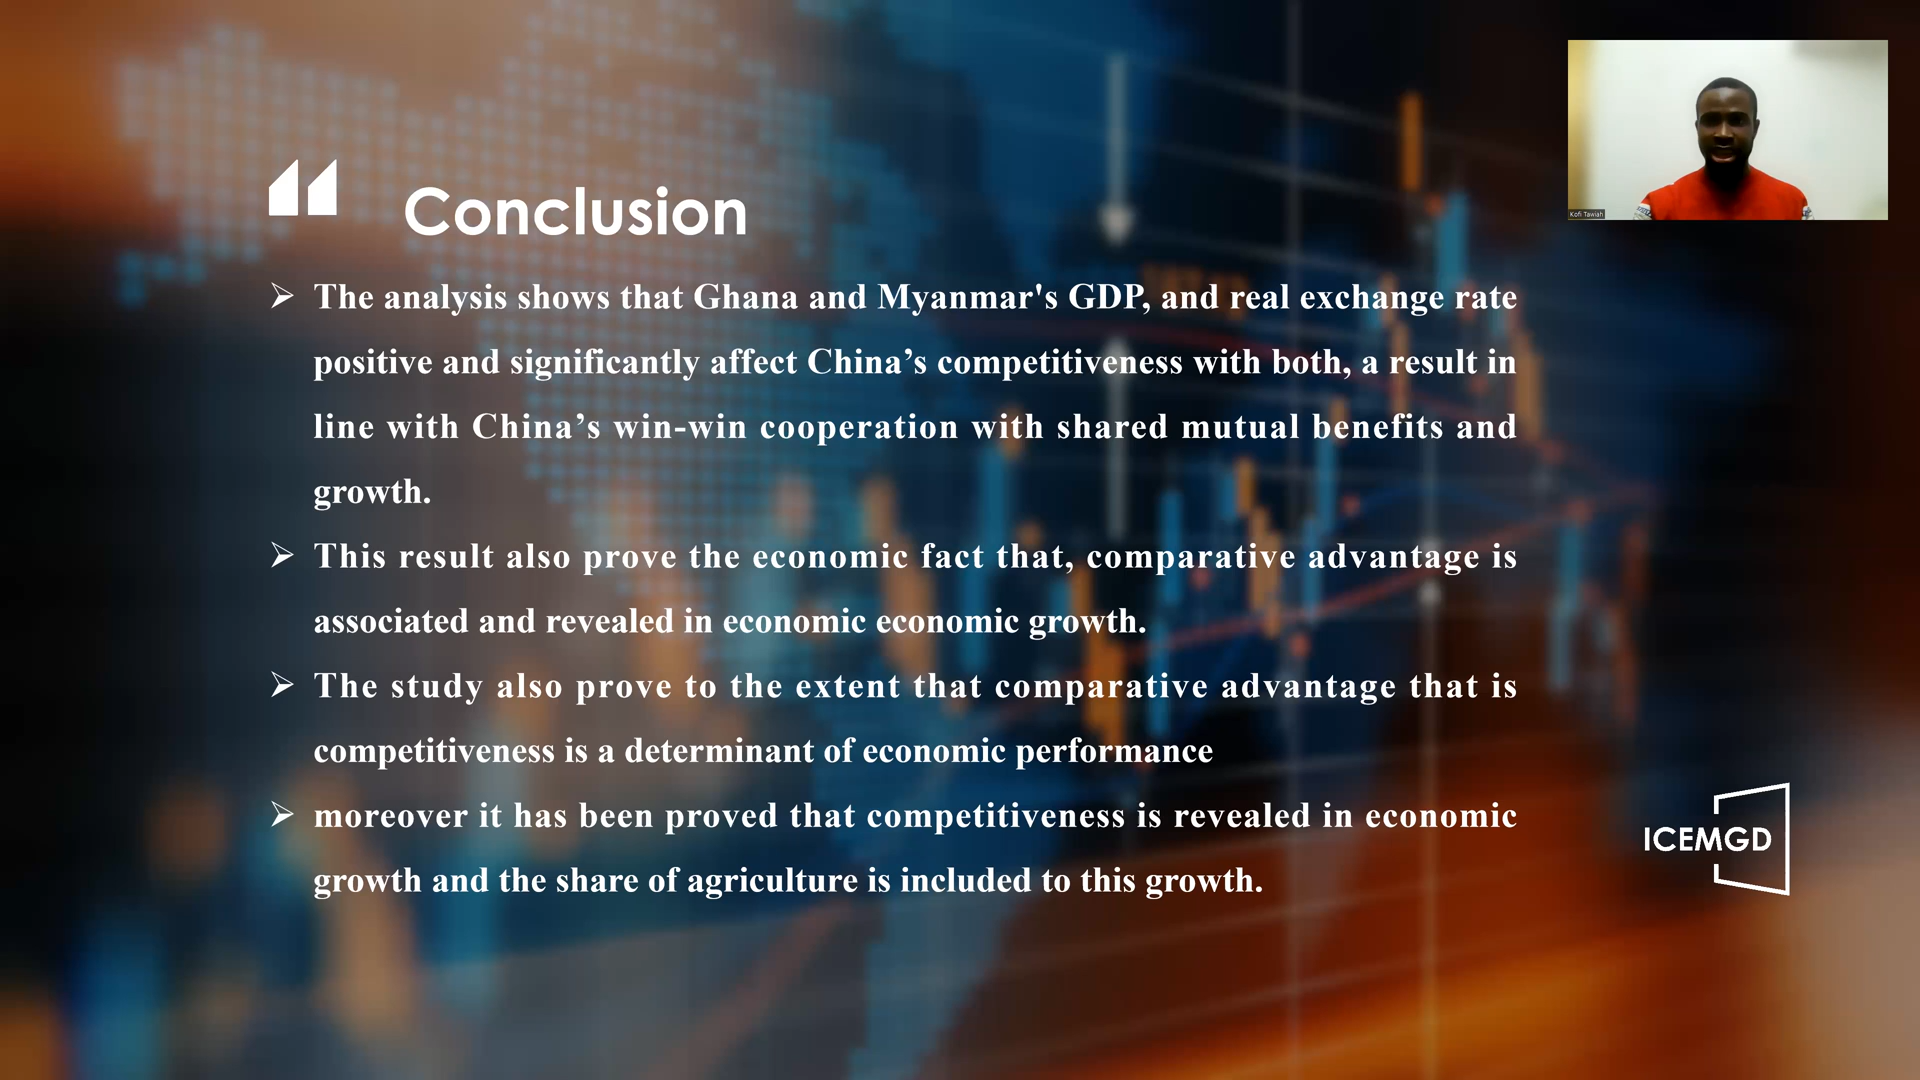 Conclusion
The analysis shows that Ghana and Myanmar's GDP, and real exchange rate
positive and significantly affect China’s competitiveness with both, a result in
line with China’s win-win cooperation with shared mutual benefits and
growth.
This result also prove the economic fact that, comparative advantage is
associated and revealed in economic economic growth.
The study also prove to the extent that comparative advantage that is
competitiveness is a determinant of economic performance
moreover it has been proved that competitiveness is revealed in economic
growth and the share of agriculture is included to this growth.
Kofi Tawiah
ICEMGD